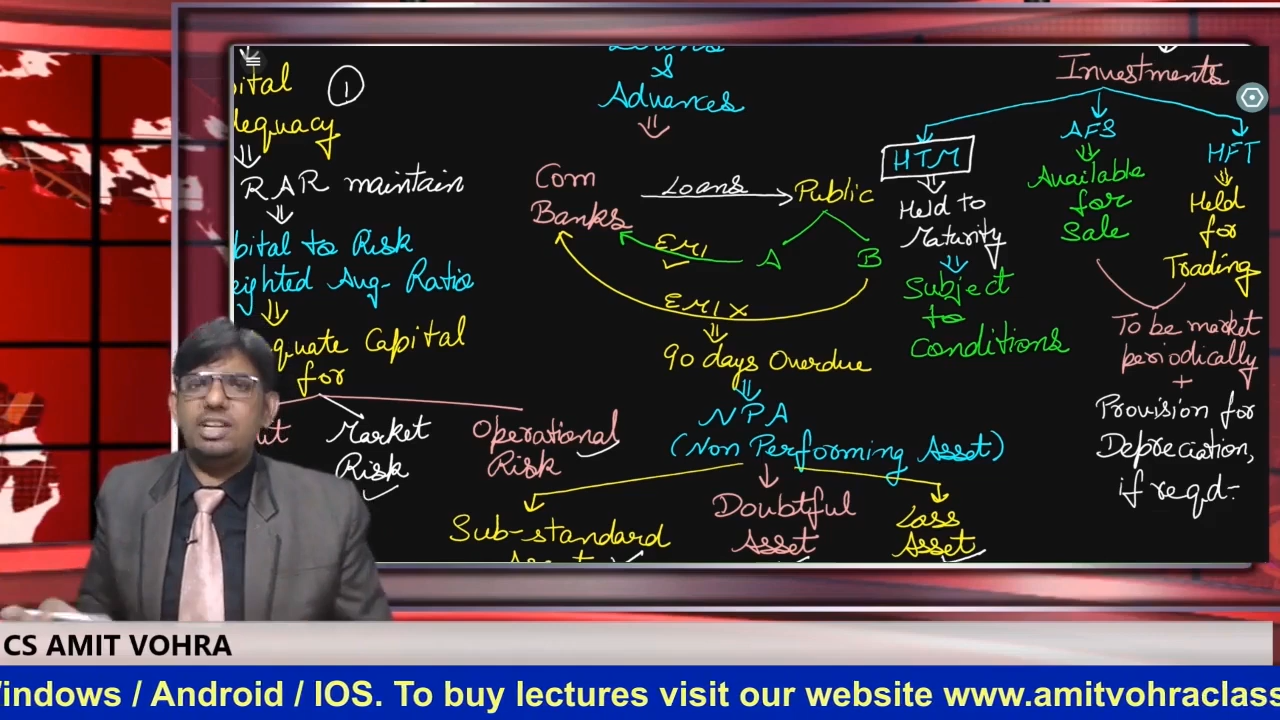 ital
dequacy
1
RAR maintain
pital to Risk
eighted Avg- Ratio
quate Capital
for
Market
Risk
Operational
Risk
Loans
&
Advances
Com
Banks
Loans
Public
A
B
EMI
EMI X
90 days Overdue
NPA
(Non Performing Asset)
Sub-standard
Doubtful
Asset
Loss
Asset
Investments
HTM
Held to
Maturity
Subject
to
Conditions
AFS
Available
for
Sale
HFT
Held
for
Trading
To be market
periodically
+
Provision for
Depreciation,
if reqd-
CS AMIT VOHRA
indows / Android / IOS. To buy lectures visit our website www.amitvohraclass